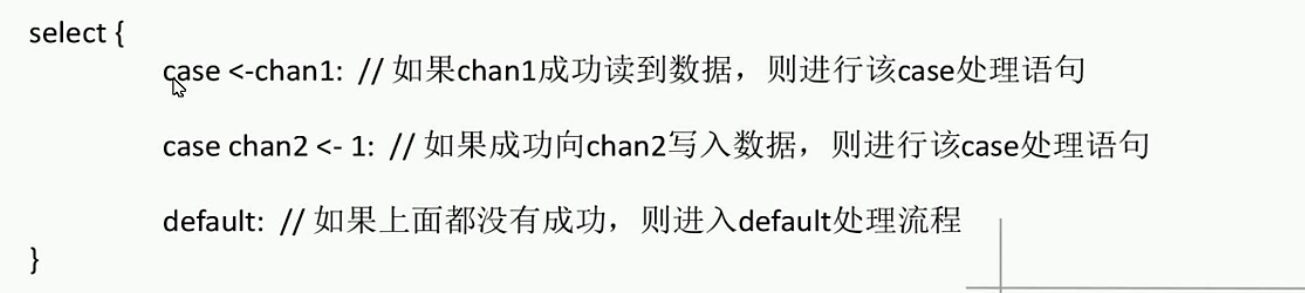 select {
case <-chan1: // 如果chan1成功读到数据，则进行该case处理语句
case chan2 <- 1: // 如果成功向chan2写入数据，则进行该case处理语句
default: // 如果上面都没有成功，则进入default处理流程
}